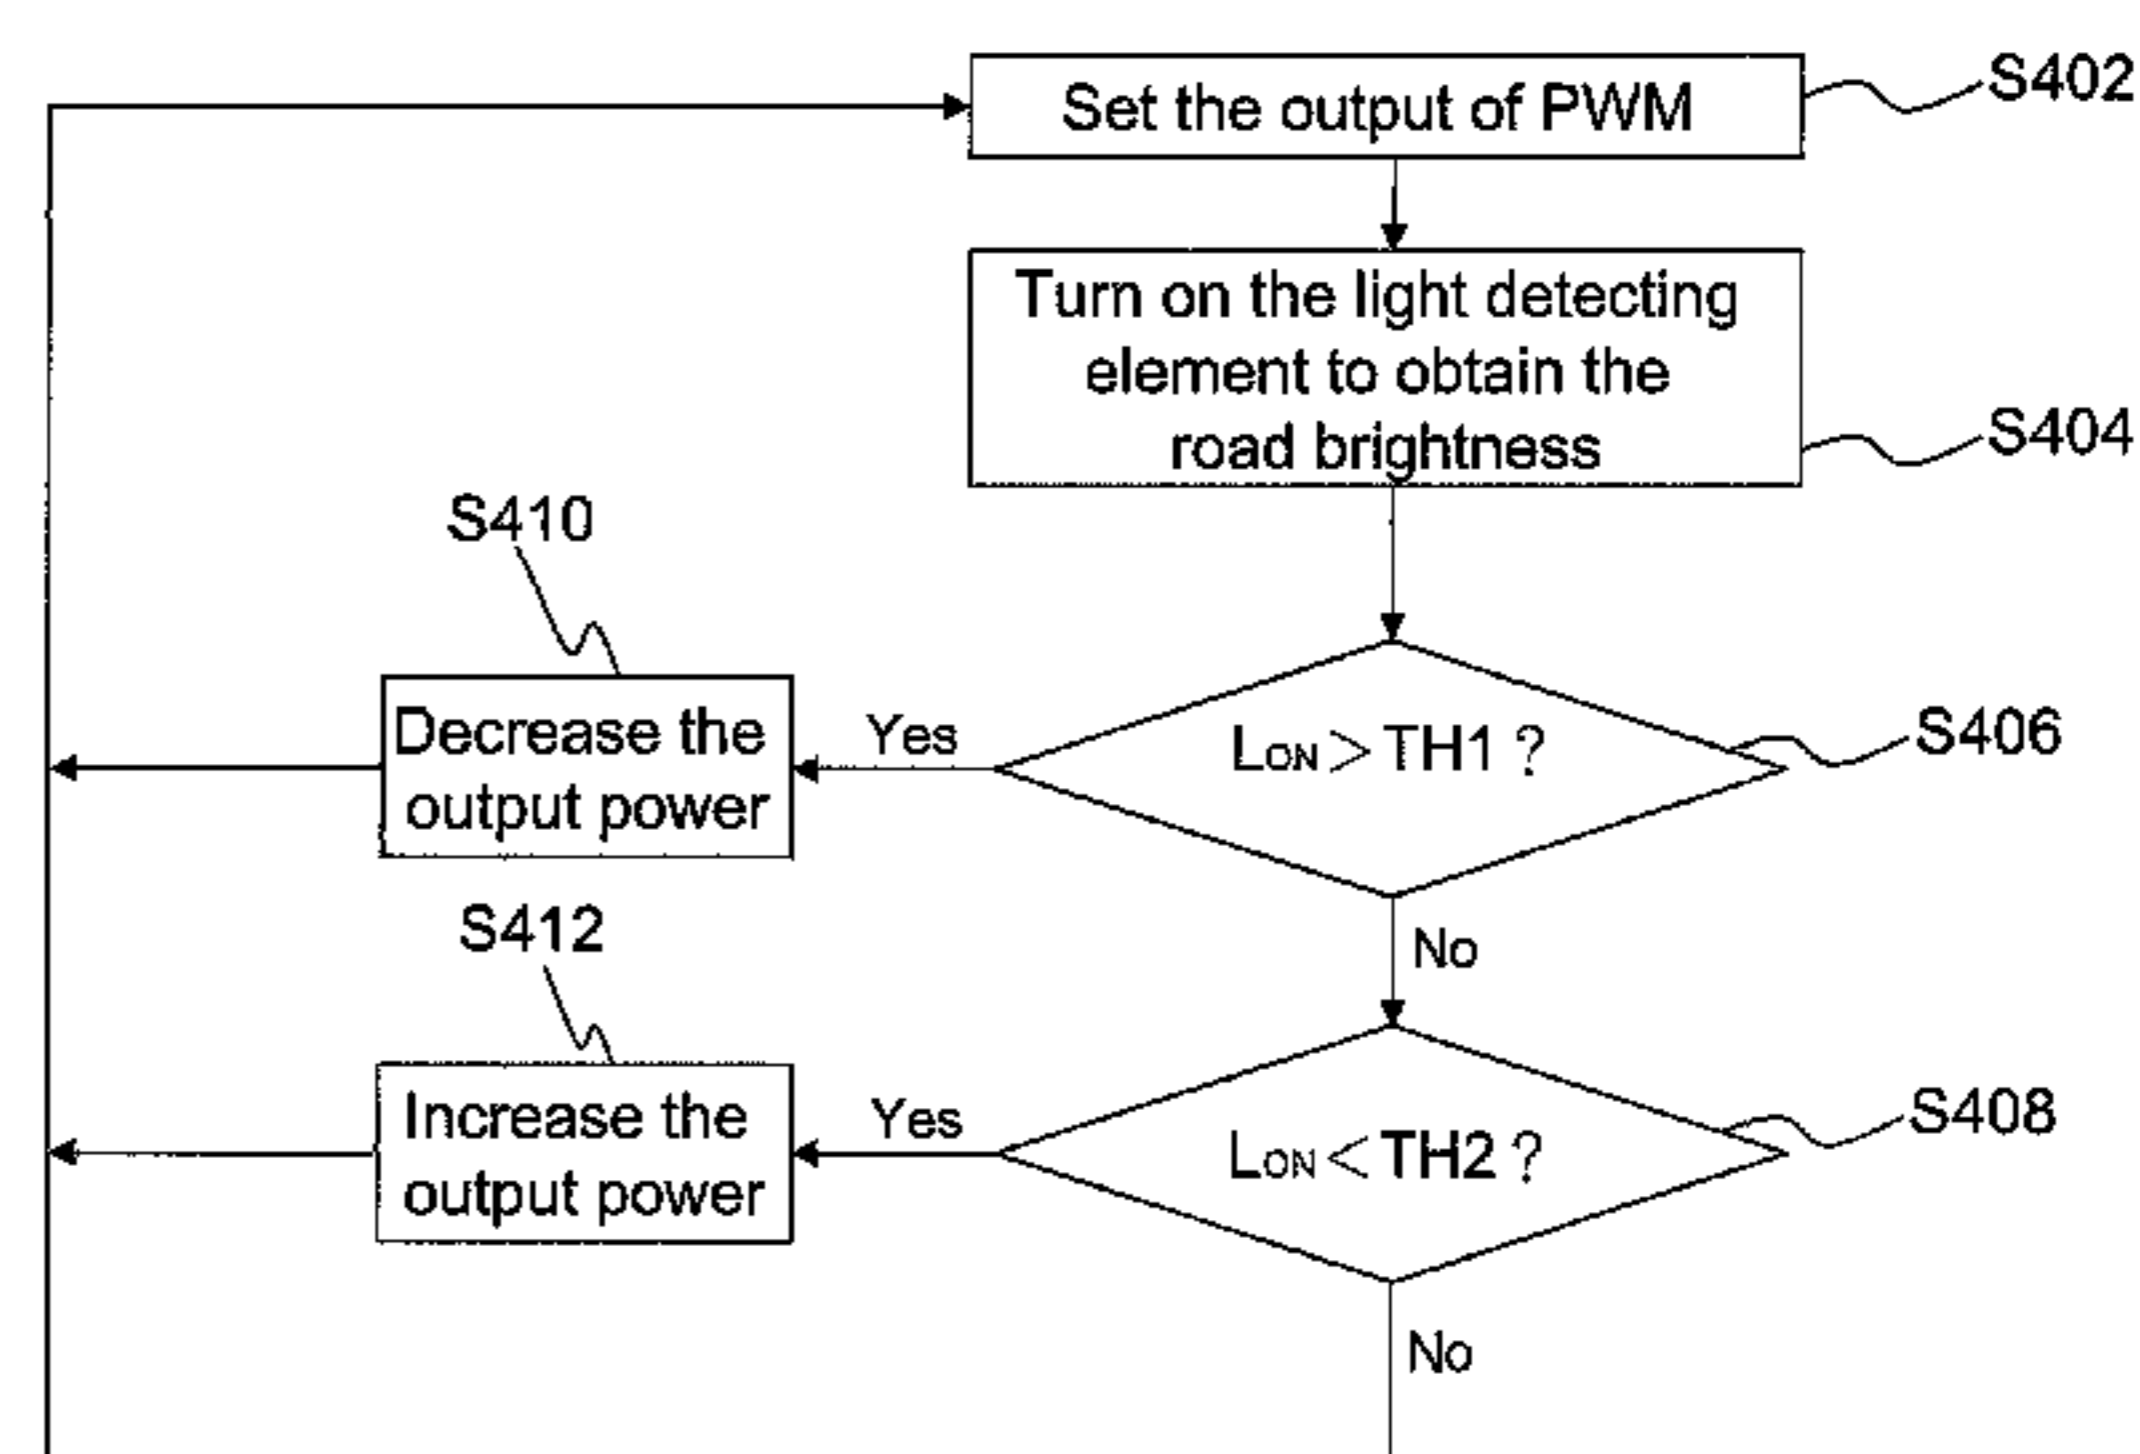 Set the output of PWM
S402
Turn on the light detecting
element to obtain the
road brightness
S404
S410
Decrease the
output power
Yes
LON > TH1 ?
S406
No
S412
Increase the
output power
Yes
LON < TH2 ?
S408
No